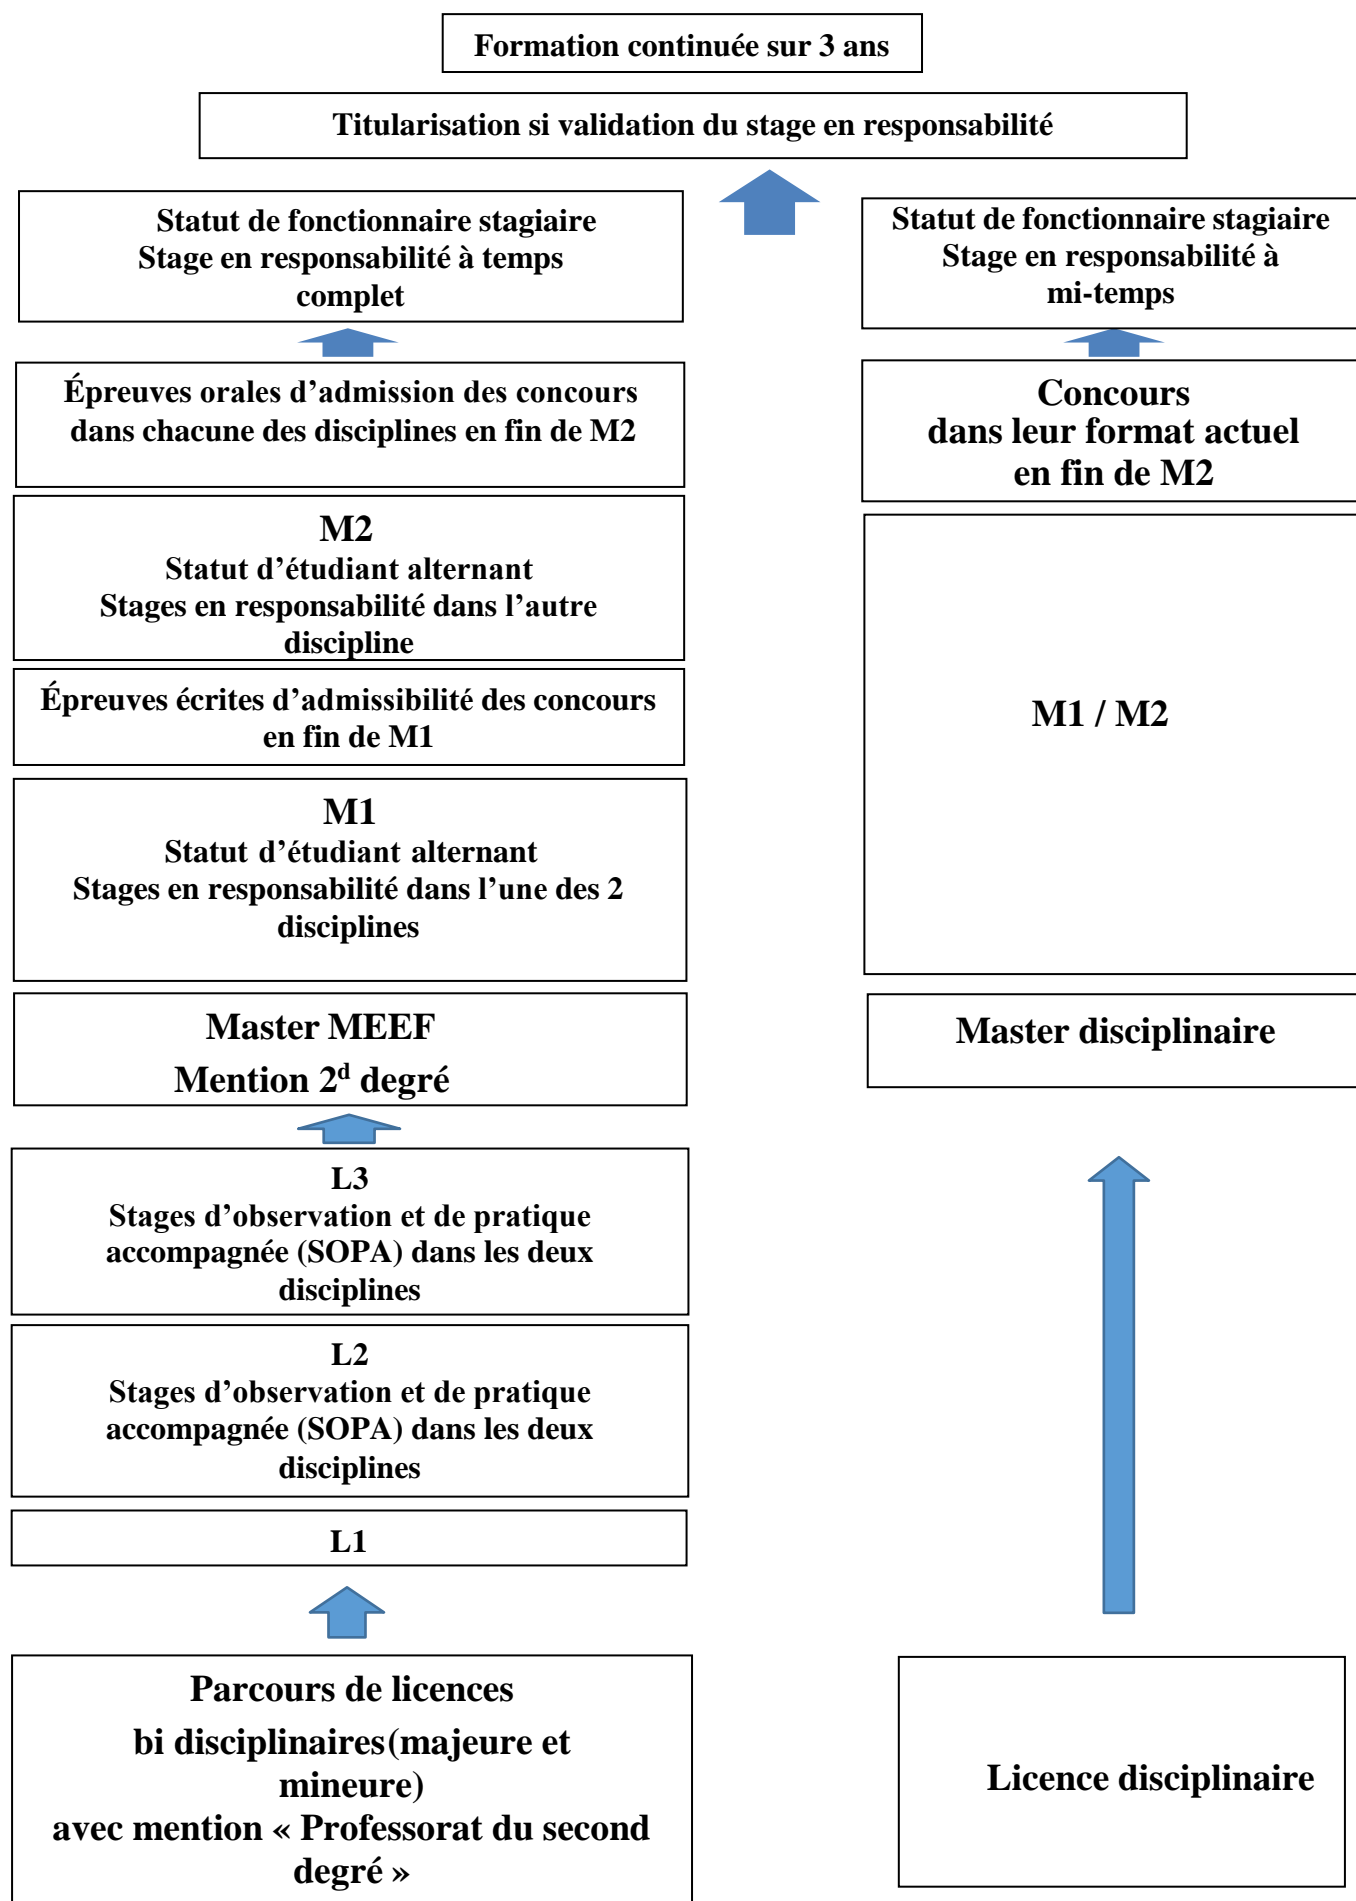 Formation continuée sur 3 ans
Titularisation si validation du stage en responsabilité
Statut de fonctionnaire stagiaire
Stage en responsabilité à temps
complet
Statut de fonctionnaire stagiaire
Stage en responsabilité à
mi-temps
Épreuves orales d’admission des concours
dans chacune des disciplines en fin de M2
Concours
dans leur format actuel
en fin de M2
M2
Statut d’étudiant alternant
Stages en responsabilité dans l’autre
discipline
Épreuves écrites d’admissibilité des concours
en fin de M1
M1 / M2
M1
Statut d’étudiant alternant
Stages en responsabilité dans l’une des 2
disciplines
Master MEEF
Mention 2d degré
Master disciplinaire
L3
Stages d’observation et de pratique
accompagnée (SOPA) dans les deux
disciplines
L2
Stages d’observation et de pratique
accompagnée (SOPA) dans les deux
disciplines
L1
Parcours de licences
bi disciplinaires(majeure et
mineure)
avec mention « Professorat du second
degré »
Licence disciplinaire